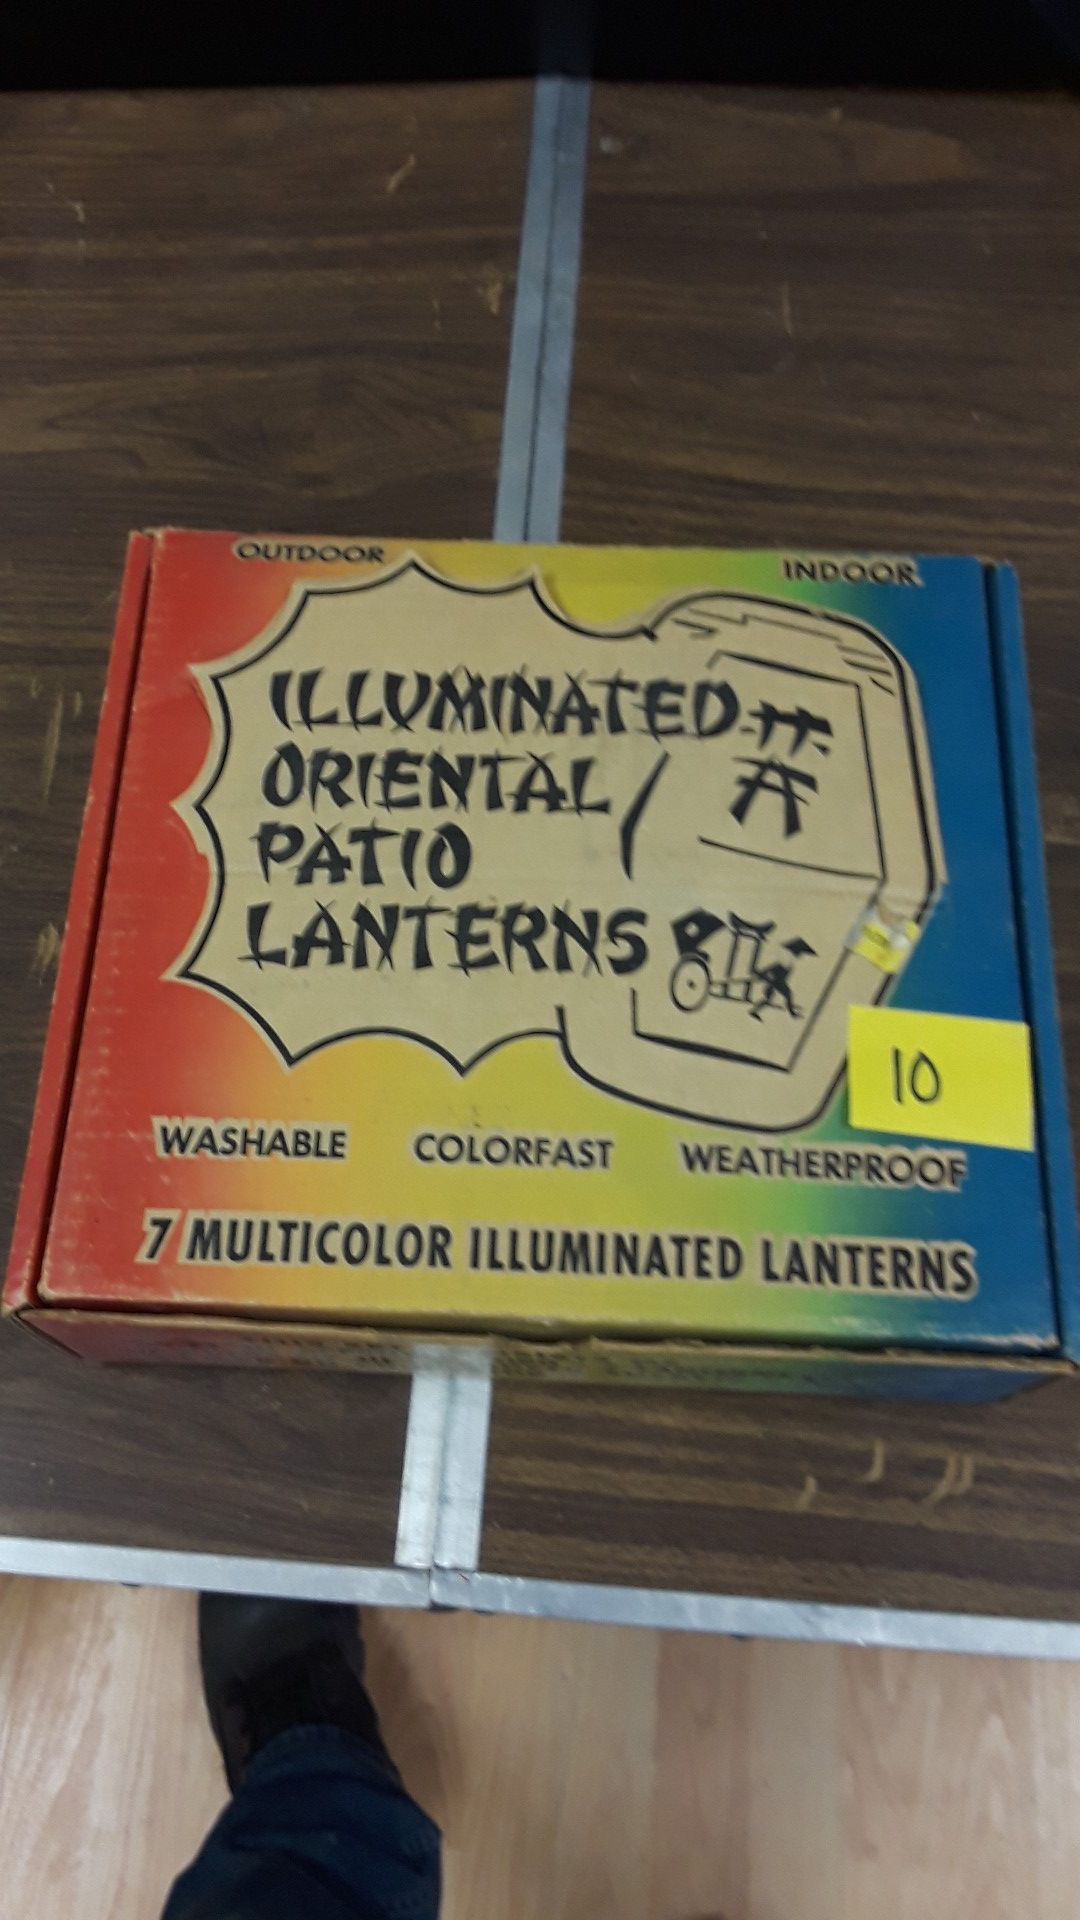 OUTDOOR
INDOOR
ILLUMINATED
ORIENTAL
PATIO
LANTERNS
10
WASHABLE COLORFAST WEATHERPROOF
7 MULTICOLOR ILLUMINATED LANTERNS